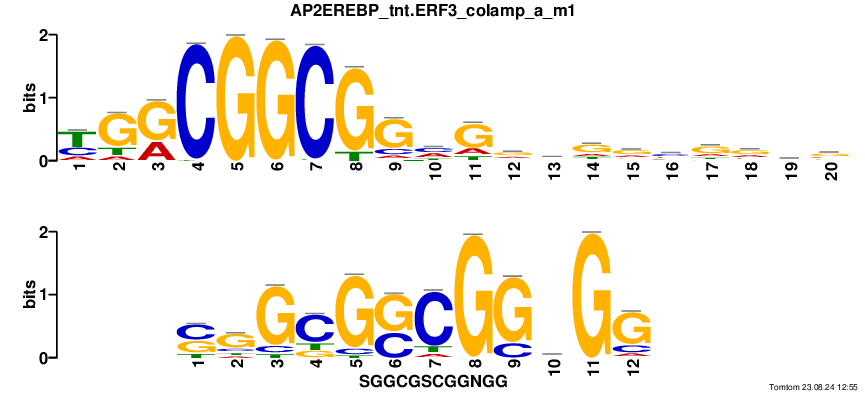 AP2EREBP_tnt.ERF3_colamp_a_m1
bits
2
1
0
T G G C G G C G G C G
C T A T C A A
A A A T
1 2 3 4 5 6 7 8 9 10 11 12 13 14 15 16 17 18 19 20
bits
2
1
0
C G G C G G C G G G G
G C T C C T C C
T T G T A A
1 2 3 4 5 6 7 8 9 10 11 12
SGGCGSCGGNGG
Tomtom 23.08.24 12:55